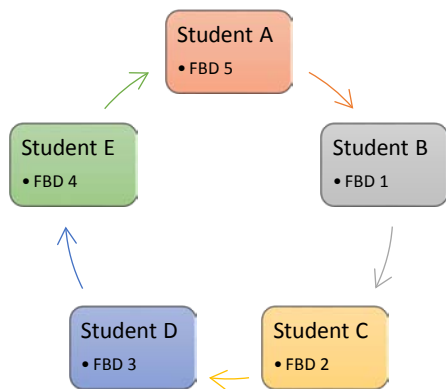 Student A
• FBD 5
Student B
• FBD 1
Student C
• FBD 2
Student D
• FBD 3
Student E
• FBD 4